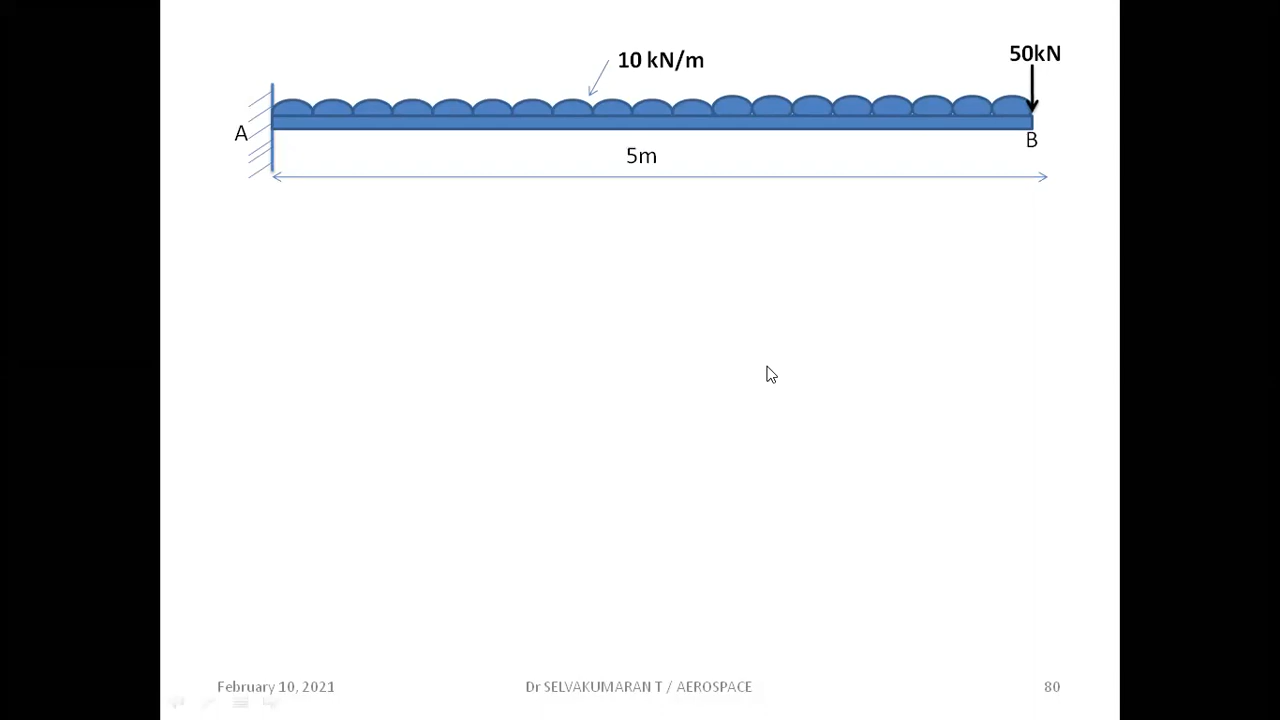 50kN
10 kN/m
A
B
5m
February 10, 2021
Dr SELVAKUMARAN T / AEROSPACE
80